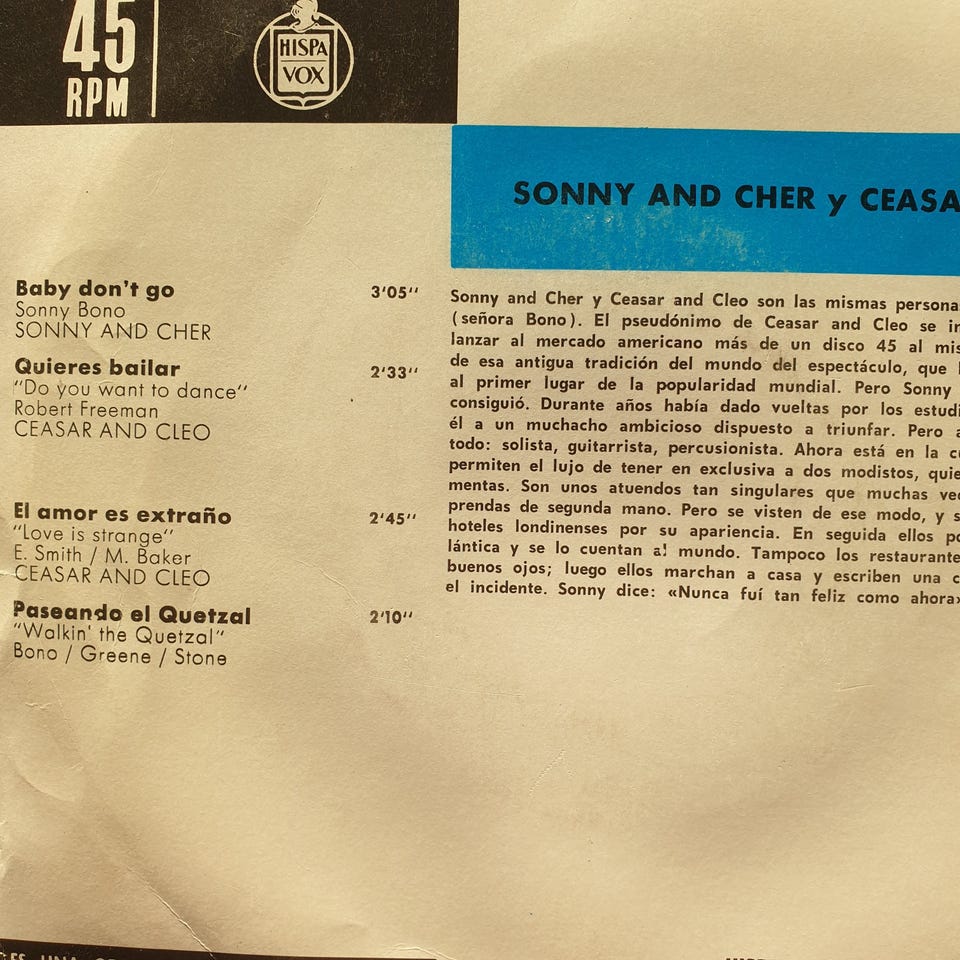 45
RPM
HISPA
VOX
SONNY AND CHER y CEASA
Baby don't go 3'05''
Sonny Bono
SONNY AND CHER
Quieres bailar 2'33''
"Do you want to dance"
Robert Freeman
CEASAR AND CLEO
El amor es extraño 2'45''
"Love is strange"
E. Smith / M. Baker
CEASAR AND CLEO
Paseando el Quetzal 2'10''
"Walkin' the Quetzal"
Bono / Greene / Stone
Sonny and Cher y Ceasar and Cleo son las mismas persona
(señora Bono). El pseudónimo de Ceasar and Cleo se in
lanzar al mercado americano más de un disco 45 al mis
de esa antigua tradición del mundo del espectáculo, que
al primer lugar de la popularidad mundial. Pero Sonny
consiguió. Durante años había dado vueltas por los estudi
él a un muchacho ambicioso dispuesto a triunfar. Pero a
todo: solista, guitarrista, percusionista. Ahora está en la c
permiten el lujo de tener en exclusiva a dos modistos, quie
mentas. Son unos atuendos tan singulares que muchas vec
prendas de segunda mano. Pero se visten de ese modo, y s
hoteles londinenses por su apariencia. En seguida ellos po
lántica y se lo cuentan al mundo. Tampoco los restaurante
buenos ojos; luego ellos marchan a casa y escriben una c
el incidente. Sonny dice: «Nunca fuí tan feliz como ahora»
ES UNA